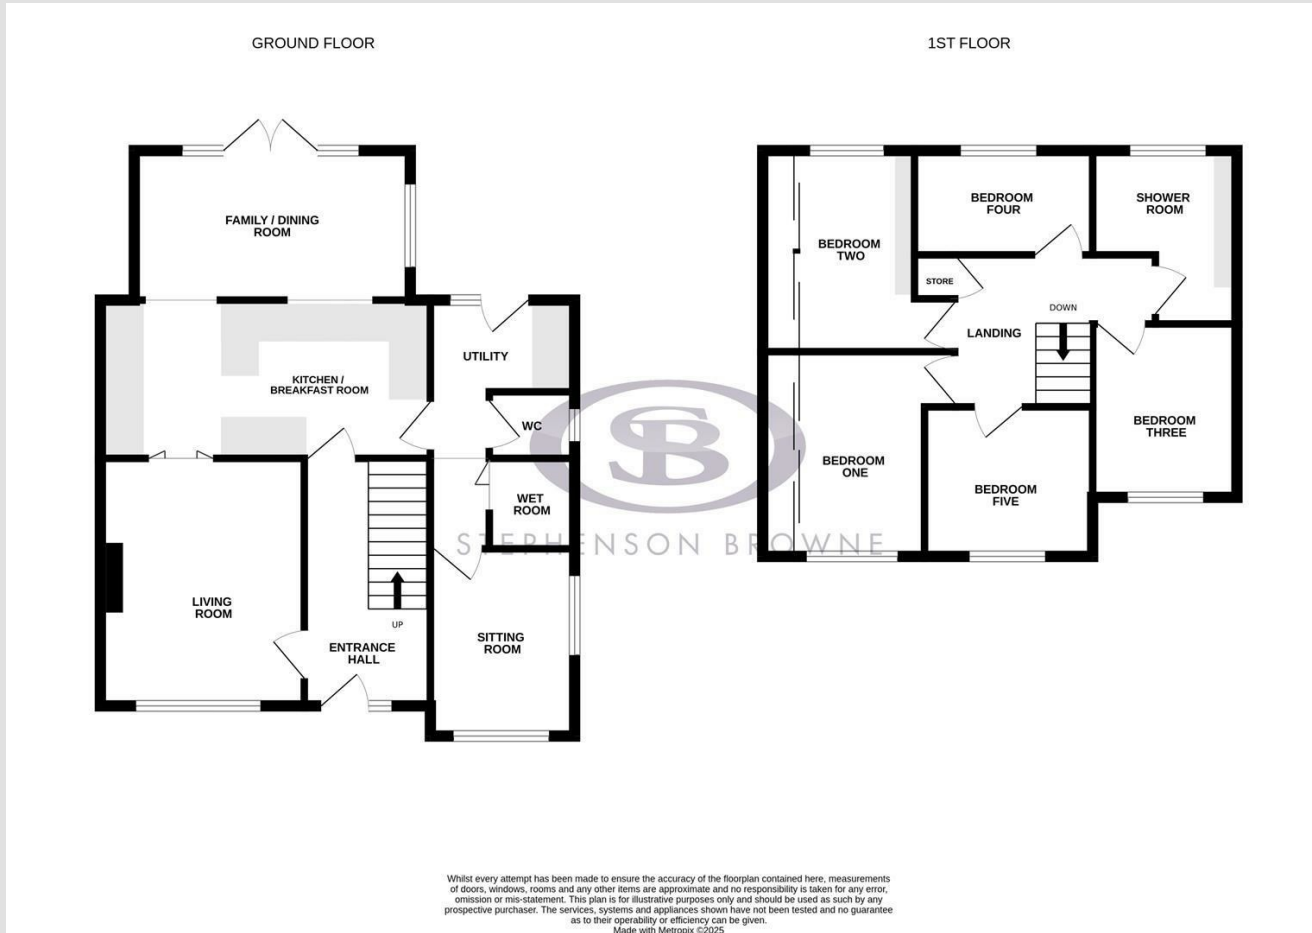 GROUND FLOOR
FAMILY / DINING
ROOM
KITCHEN /
BREAKFAST ROOM
UTILITY
WC
WET
ROOM
LIVING
ROOM
UP
ENTRANCE
HALL
SITTING
ROOM
1ST FLOOR
BEDROOM
TWO
BEDROOM
FOUR
SHOWER
ROOM
STORE
DOWN
LANDING
BEDROOM
ONE
BEDROOM
FIVE
BEDROOM
THREE
SB
STEPHENSON BROWNE
Whilst every attempt has been made to ensure the accuracy of the floorplan contained here, measurements
of doors, windows, rooms and any other items are approximate and no responsibility is taken for any error,
omission or mis-statement. This plan is for illustrative purposes only and should be used as such by any
prospective purchaser. The services, systems and appliances shown have not been tested and no guarantee
as to their operability or efficiency can be given.
Made with Metropix ©2025